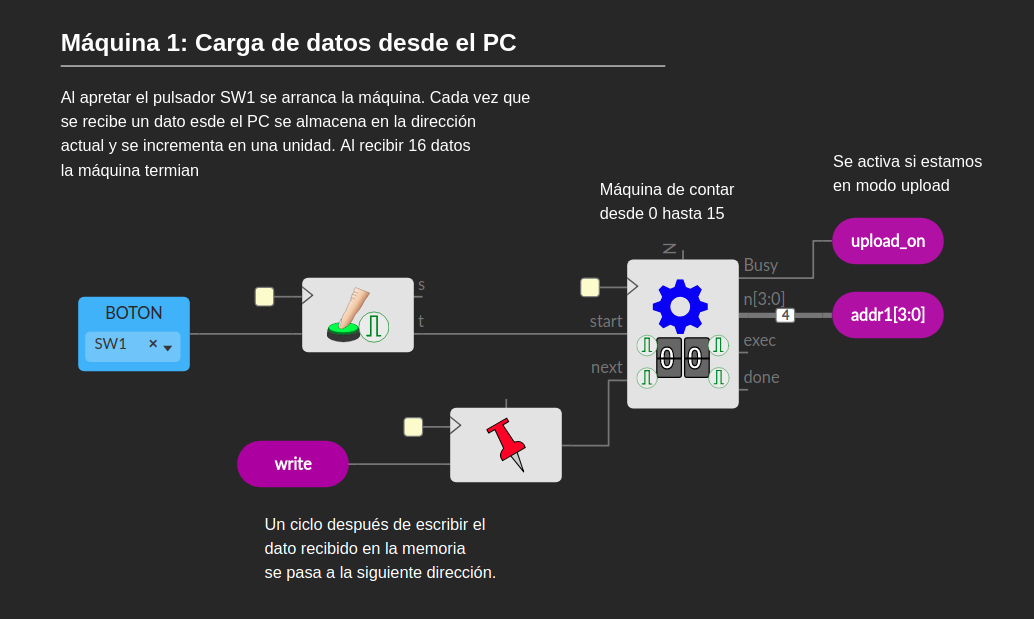 Máquina 1: Carga de datos desde el PC
Al apretar el pulsador SW1 se arranca la máquina. Cada vez que
se recibe un dato esde el PC se almacena en la dirección
actual y se incrementa en una unidad. Al recibir 16 datos
la máquina termian
Se activa si estamos
en modo upload
Máquina de contar
desde 0 hasta 15
upload_on
N
Busy
s
n[3:0]
4
addr1[3:0]
BOTON
SW1
t
start
exec
0 0
next
done
write
Un ciclo después de escribir el
dato recibido en la memoria
se pasa a la siguiente dirección.